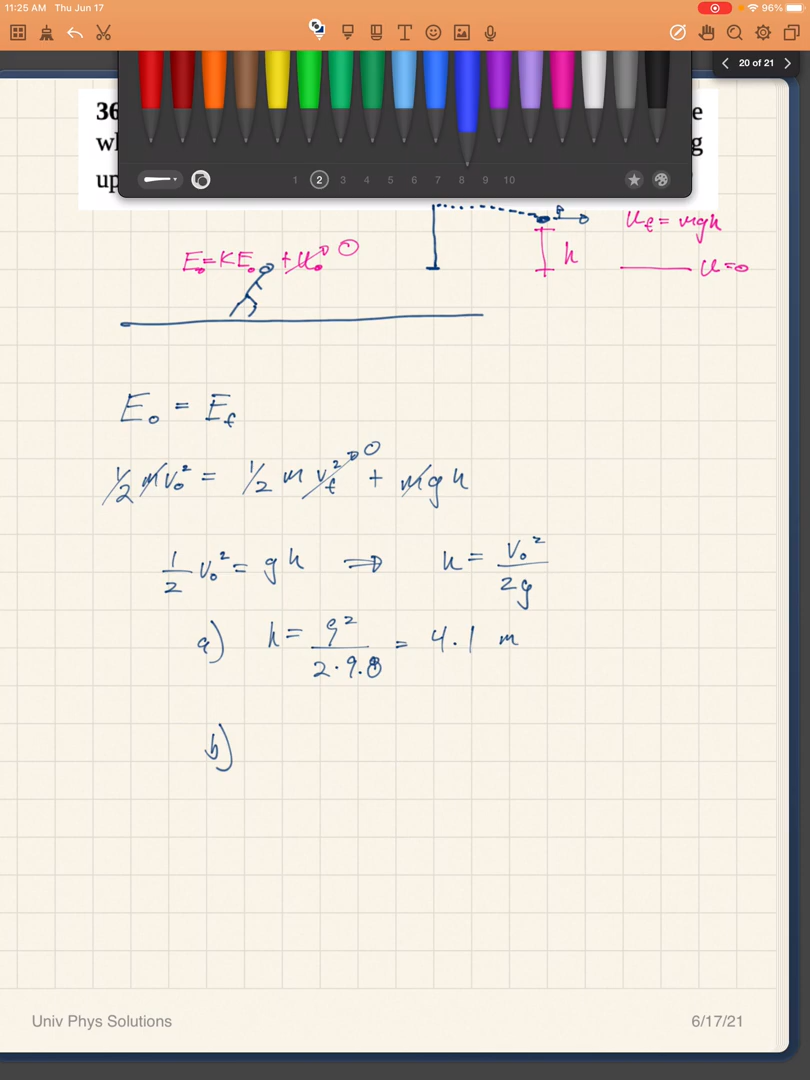 11:25 AM Thu Jun 17
96%
20 of 21
1 2 3 4 5 6 7 8 9 10
36
e
wl
g
up
E₀ = KE₀ + U₀ → 0
h
U_f = mgh
U = 0
E₀ = E_f
1/2 m v₀² = 1/2 m v_f² → 0 + mgh
1/2 v₀² = gh ⇒ h = v₀²/2g
a) h = 9²/2·9.8 = 4.1 m
b)
Univ Phys Solutions
6/17/21